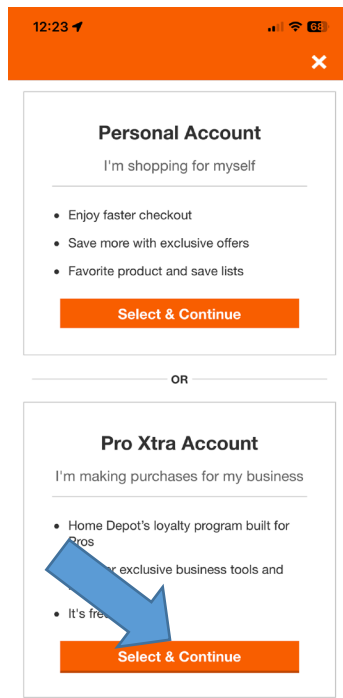 12:23
68
Personal Account
I'm shopping for myself
• Enjoy faster checkout
• Save more with exclusive offers
• Favorite product and save lists
Select & Continue
OR
Pro Xtra Account
I'm making purchases for my business
• Home Depot's loyalty program built for
Pros
exclusive business tools and
• It's free
Select & Continue